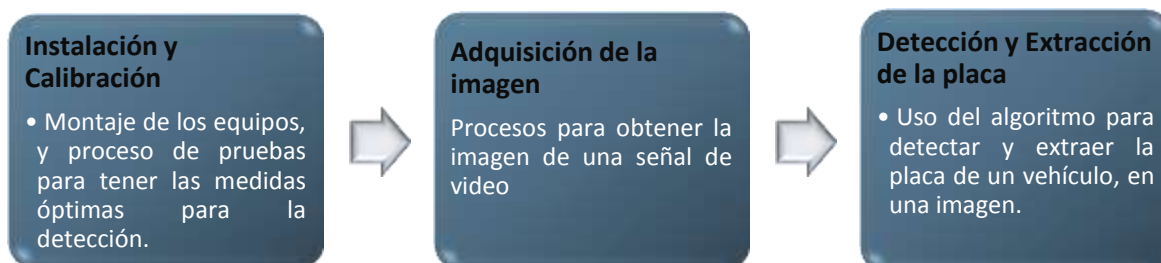 Instalación y
Calibración
• Montaje de los equipos,
y proceso de pruebas
para tener las medidas
óptimas para la
detección.
Adquisición de la
imagen
Procesos para obtener la
imagen de una señal de
video
Detección y Extracción
de la placa
• Uso del algoritmo para
detectar y extraer la
placa de un vehículo, en
una imagen.